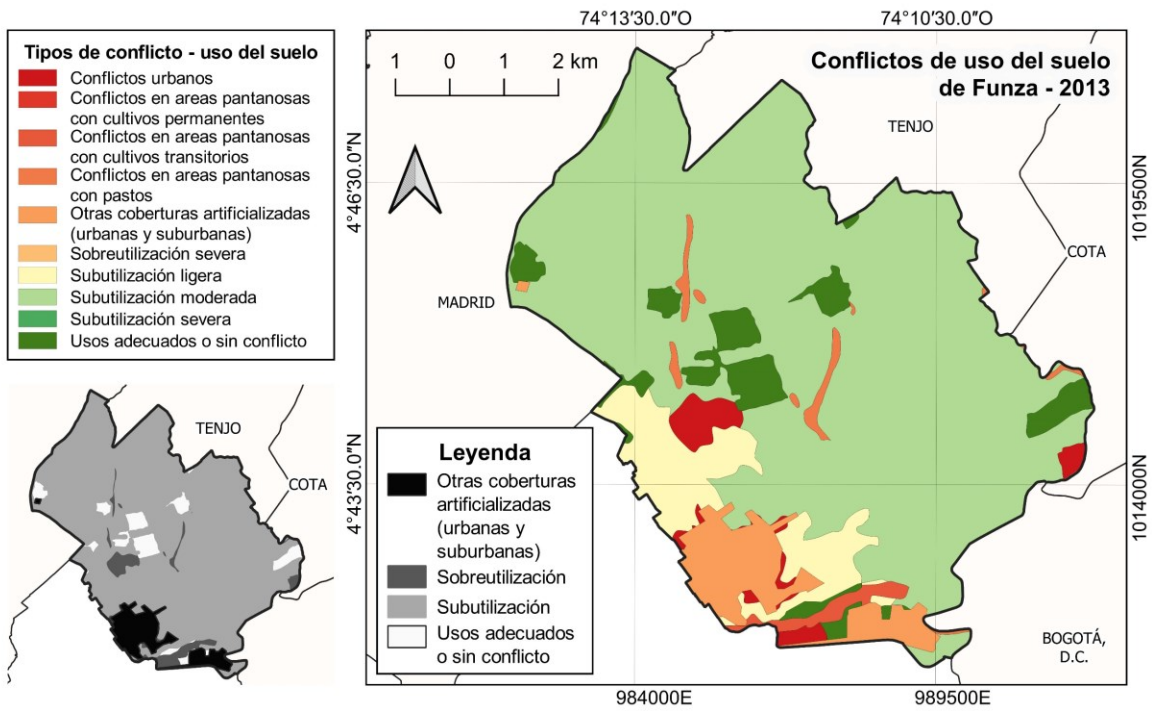 Tipos de conflicto - uso del suelo
Conflictos urbanos
Conflictos en areas pantanosas
con cultivos permanentes
Conflictos en areas pantanosas
con cultivos transitorios
Conflictos en areas pantanosas
con pastos
Otras coberturas artificializadas
(urbanas y suburbanas)
Sobreutilización severa
Subutilización ligera
Subutilización moderada
Subutilización severa
Usos adecuados o sin conflicto
TENJO
COTA
74°13′30.0″O
74°10′30.0″O
1 0 1 2 km
Conflictos de uso del suelo
de Funza - 2013
TENJO
4°46′30.0″N
1019500N
COTA
MADRID
4°43′30.0″N
1014000N
Leyenda
Otras coberturas
artificializadas
(urbanas y
suburbanas)
Sobreutilización
Subutilización
Usos adecuados
o sin conflicto
BOGOTÁ,
D.C.
984000E
989500E